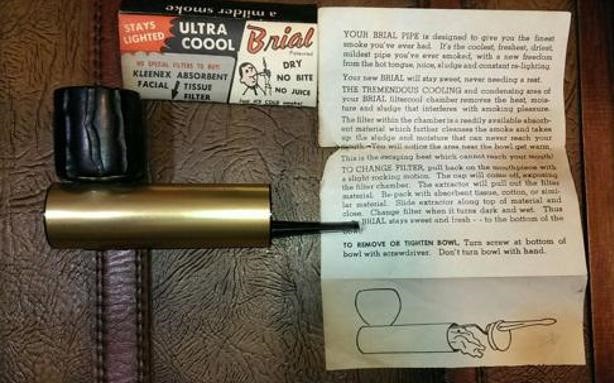 a milder smoke
STAYS
LIGHTED
ULTRA
COOOL
Brial
Patented
NO SPECIAL FILTERS TO BUY!
KLEENEX ABSORBENT
FACIAL TISSUE
FILTER
DRY
NO BITE
NO JUICE
YOUR BRIAL PIPE is designed to give you the finest
smoke you've ever had. It's the coolest, freshest, driest,
mildest pipe you've ever smoked, with a new freedom
from the hot tongue, juice, sludge and constant re-lighting.
Your new BRIAL will stay sweet, never needing a rest.
THE TREMENDOUS COOLING and condensing area of
your BRIAL filtercool chamber removes the heat, mois-
ture and sludge that interferes with smoking pleasure.
The filter within the chamber is a readily available absorb-
ent material which further cleanses the smoke and takes
up the sludge and moisture that can never reach your
mouth. You will notice the area near the bowl get warm.
This is the escaping heat which cannot reach your mouth!
TO CHANGE FILTER, pull back on the mouthpiece with
a slight rocking motion. The cap will come off, exposing
the filter chamber. The extractor will pull out the filter
material. Re-pack with absorbent tissue, cotton, or simi-
lar material. Slide extractor along top of material and
close. Change filter when it turns dark and wet. Thus
BRIAL stays sweet and fresh - - to the bottom of the
TO REMOVE OR TIGHTEN BOWL, Turn screw at bottom of
bowl with screwdriver. Don't turn bowl with hand.